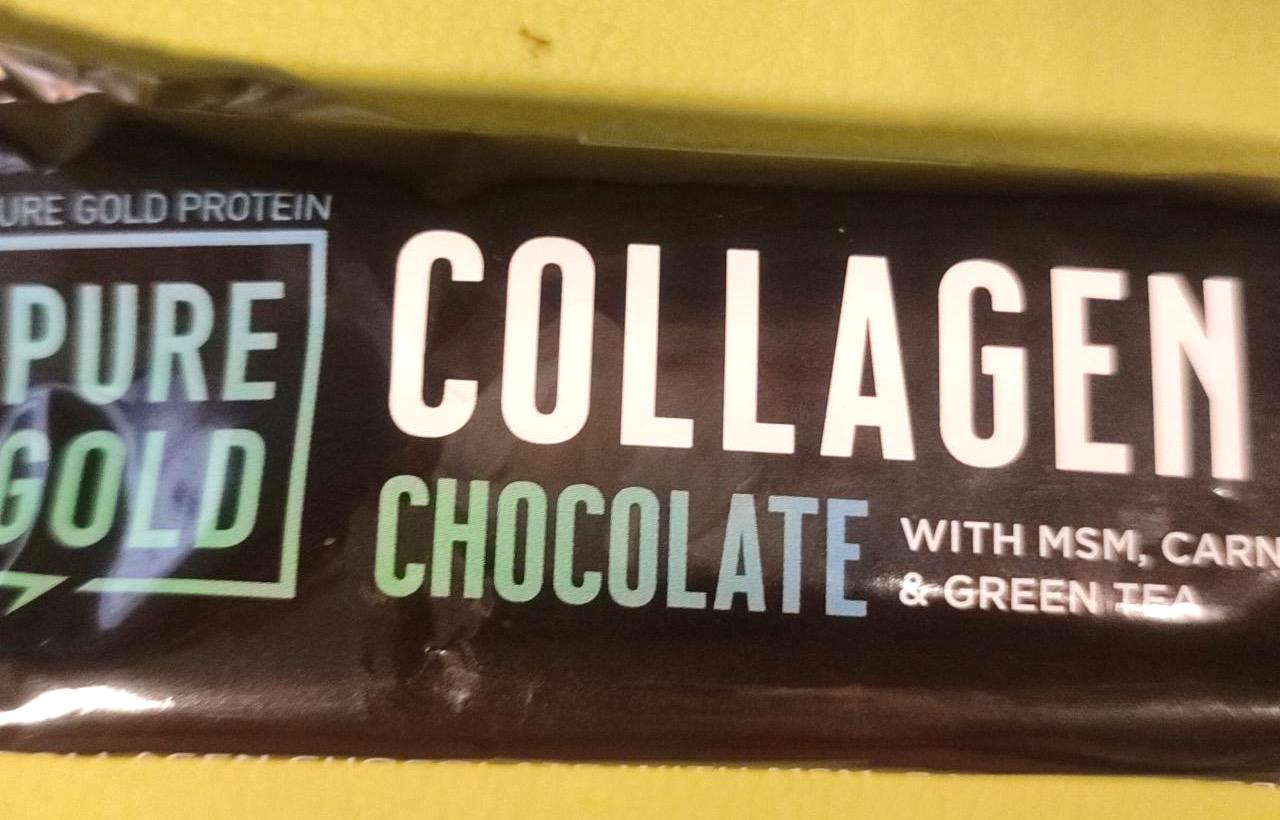 URE GOLD PROTEIN
PURE
GOLD
COLLAGEN
CHOCOLATE
WITH MSM, CARN
& GREEN TEA